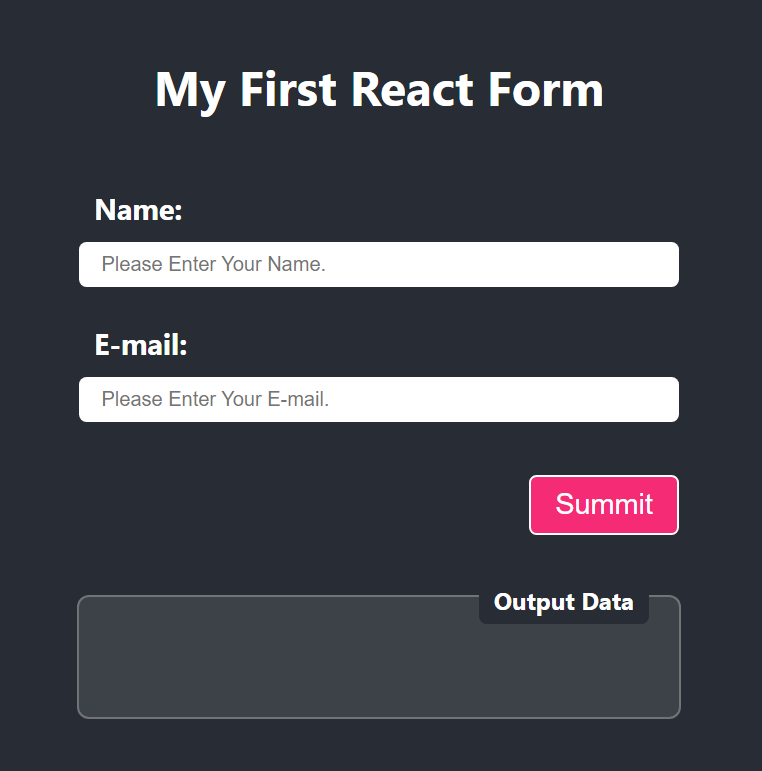 My First React Form
Name:
Please Enter Your Name.
E-mail:
Please Enter Your E-mail.
Summit
Output Data